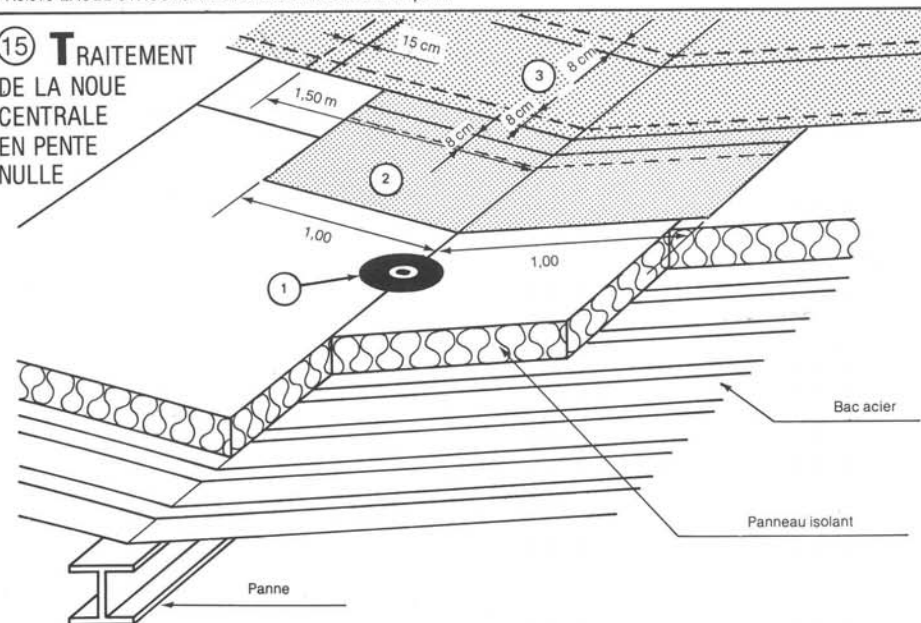 15 TRAITEMENT
DE LA NOUE
CENTRALE
EN PENTE
NULLE
15 cm
3
8 cm
1,50 m
8 cm
8 cm
2
1,00
1,00
1
Bac acier
Panneau isolant
Panne